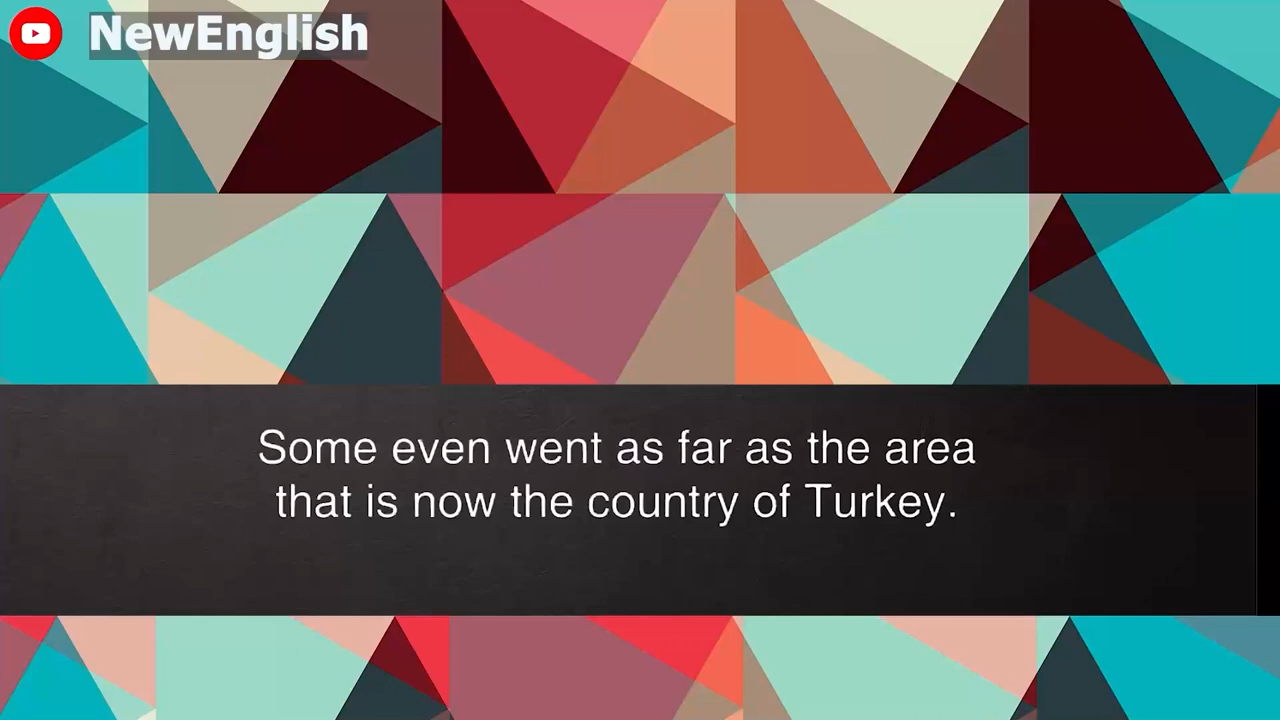 NewEnglish
Some even went as far as the area
that is now the country of Turkey.